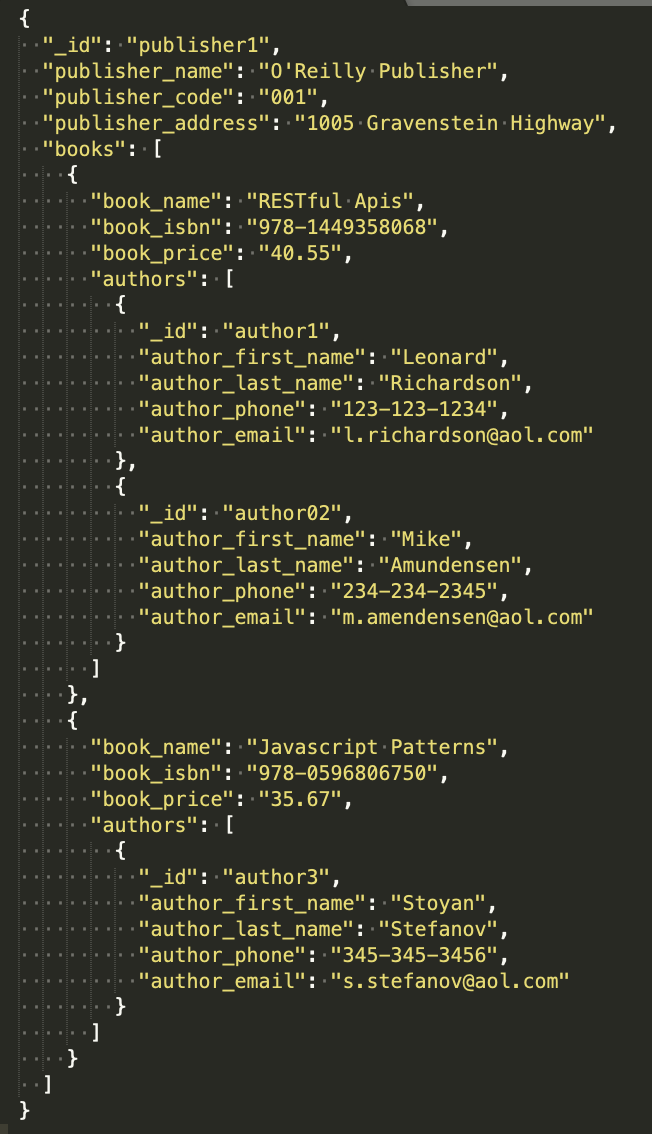 {
"_id": "publisher1",
"publisher_name": "O'Reilly Publisher",
"publisher_code": "001",
"publisher_address": "1005 Gravenstein Highway",
"books": [
{
"book_name": "RESTful Apis",
"book_isbn": "978-1449358068",
"book_price": "40.55",
"authors": [
{
"_id": "author1",
"author_first_name": "Leonard",
"author_last_name": "Richardson",
"author_phone": "123-123-1234",
"author_email": "l.richardson@aol.com"
},
{
"_id": "author02",
"author_first_name": "Mike",
"author_last_name": "Amundensen",
"author_phone": "234-234-2345",
"author_email": "m.amendensen@aol.com"
}
]
},
{
"book_name": "Javascript Patterns",
"book_isbn": "978-0596806750",
"book_price": "35.67",
"authors": [
{
"_id": "author3",
"author_first_name": "Stoyan",
"author_last_name": "Stefanov",
"author_phone": "345-345-3456",
"author_email": "s.stefanov@aol.com"
}
]
}
]
}